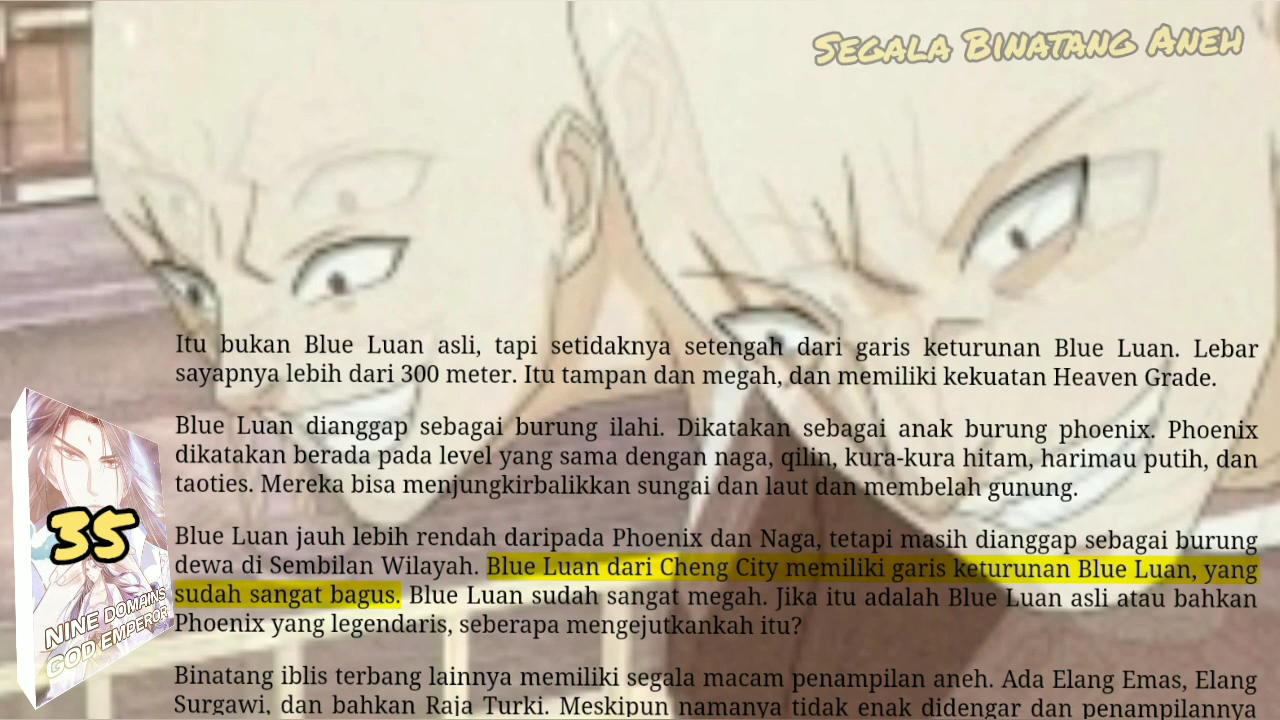 Segala Binatang Aneh
Itu bukan Blue Luan asli, tapi setidaknya setengah dari garis keturunan Blue Luan. Lebar
sayapnya lebih dari 300 meter. Itu tampan dan megah, dan memiliki kekuatan Heaven Grade.
Blue Luan dianggap sebagai burung ilahi. Dikatakan sebagai anak burung phoenix. Phoenix
dikatakan berada pada level yang sama dengan naga, qilin, kura-kura hitam, harimau putih, dan
taoties. Mereka bisa menjungkirbalikkan sungai dan laut dan membelah gunung.
Blue Luan jauh lebih rendah daripada Phoenix dan Naga, tetapi masih dianggap sebagai burung
dewa di Sembilan Wilayah. Blue Luan dari Cheng City memiliki garis keturunan Blue Luan, yang
sudah sangat bagus. Blue Luan sudah sangat megah. Jika itu adalah Blue Luan asli atau bahkan
Phoenix yang legendaris, seberapa mengejutkankah itu?
Binatang iblis terbang lainnya memiliki segala macam penampilan aneh. Ada Elang Emas, Elang
Surgawi, dan bahkan Raja Turki. Meskipun namanya tidak enak didengar dan penampilannya
35
NINE DOMAINS
GOD EMPEROR